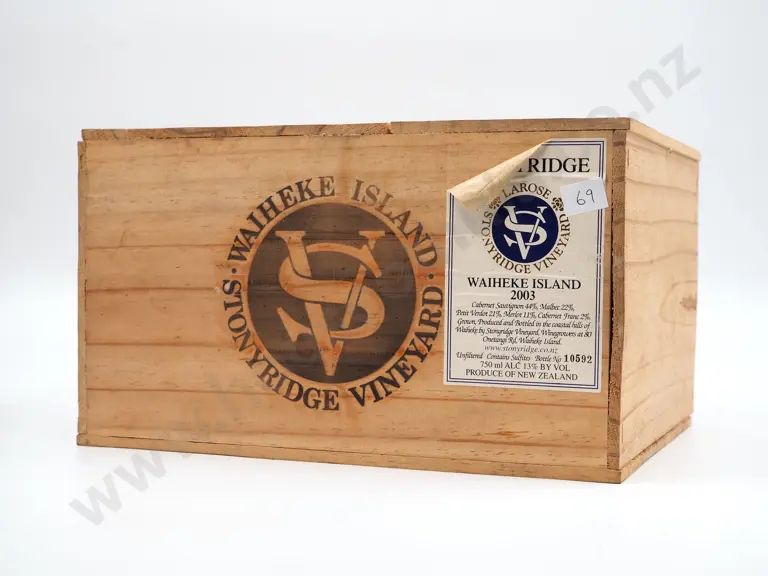 WAIHEKE ISLAND
SV
STONYRIDGE VINEYARD
RIDGE
LAROSE
69
SV
STONYRIDGE VINEYARD
WAIHEKE ISLAND
2003
Cabernet Sauvignon 44%, Malbec 22%,
Petit Verdot 21%, Merlot 11%, Cabernet Franc 2%,
Grown, Produced and Bottled in the coastal hills of
Waiheke by Stonyridge Vineyard, Winegrowers at 80
Onetangi Rd, Waiheke Island.
www.stonyridge.co.nz
Unfiltered Contains Sulfites Bottle No 10592
750 ml ALC 13% BY VOL
PRODUCE OF NEW ZEALAND